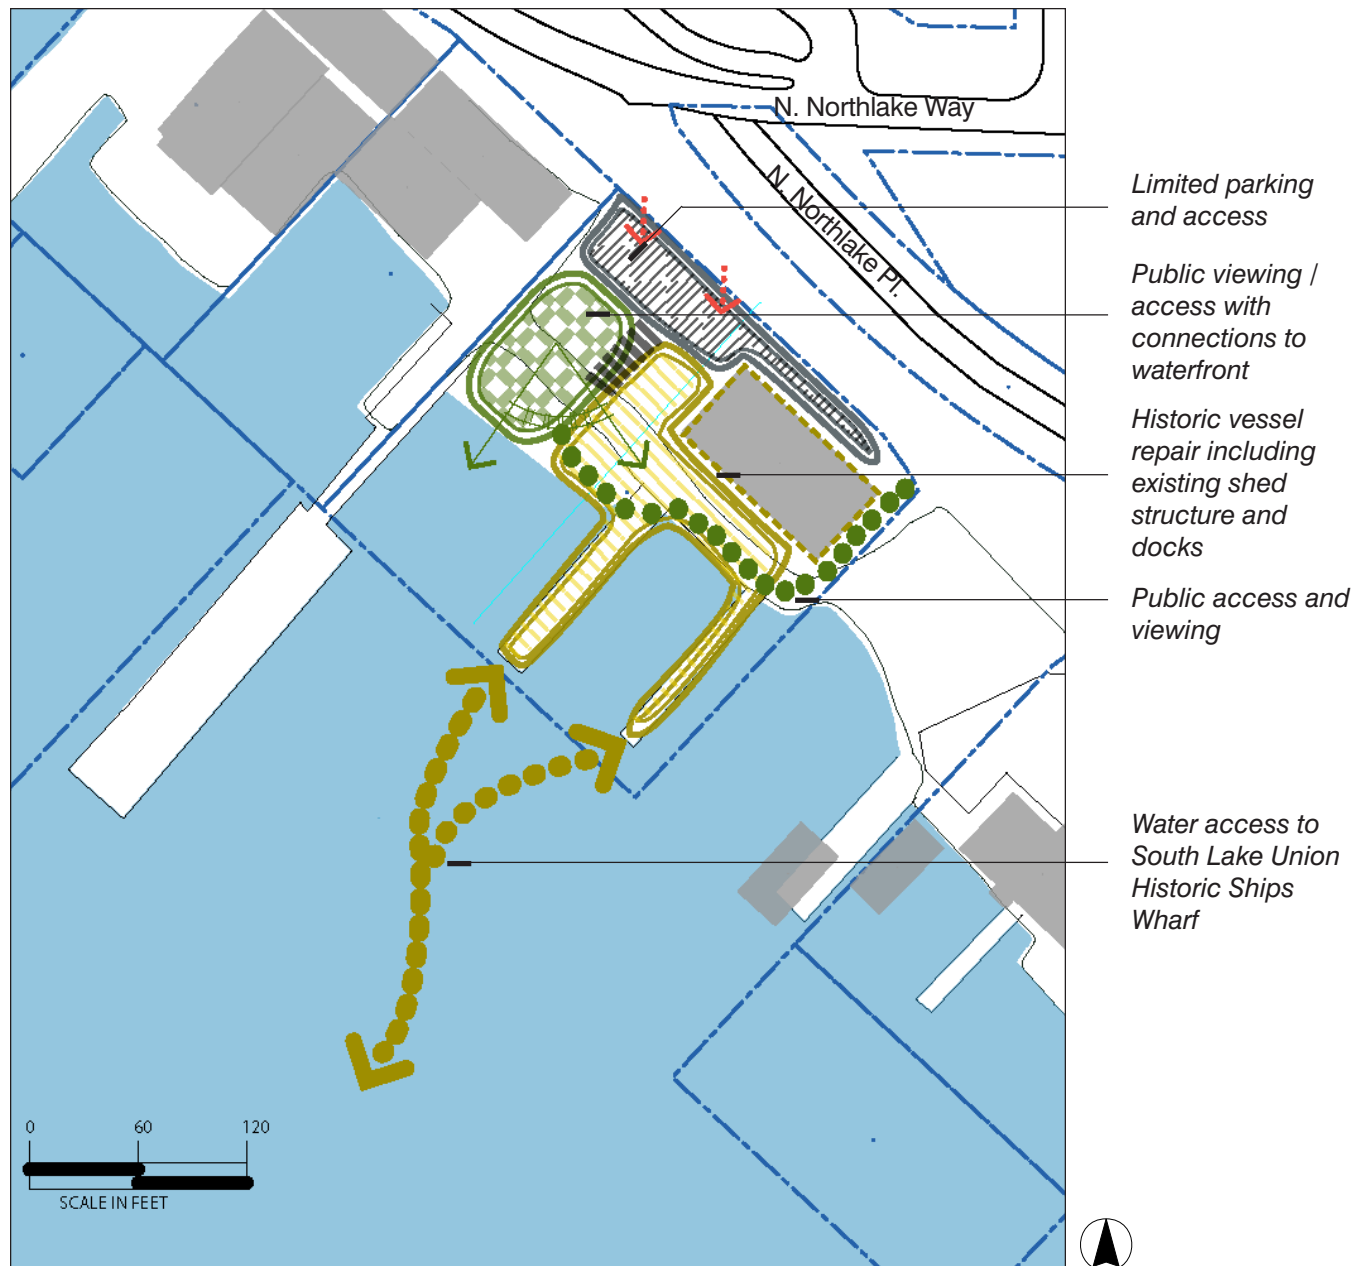 N. Northlake Way
N. Northlake Pl.
Limited parking
and access
Public viewing /
access with
connections to
waterfront
Historic vessel
repair including
existing shed
structure and
docks
Public access and
viewing
Water access to
South Lake Union
Historic Ships
Wharf
0 60 120
SCALE IN FEET